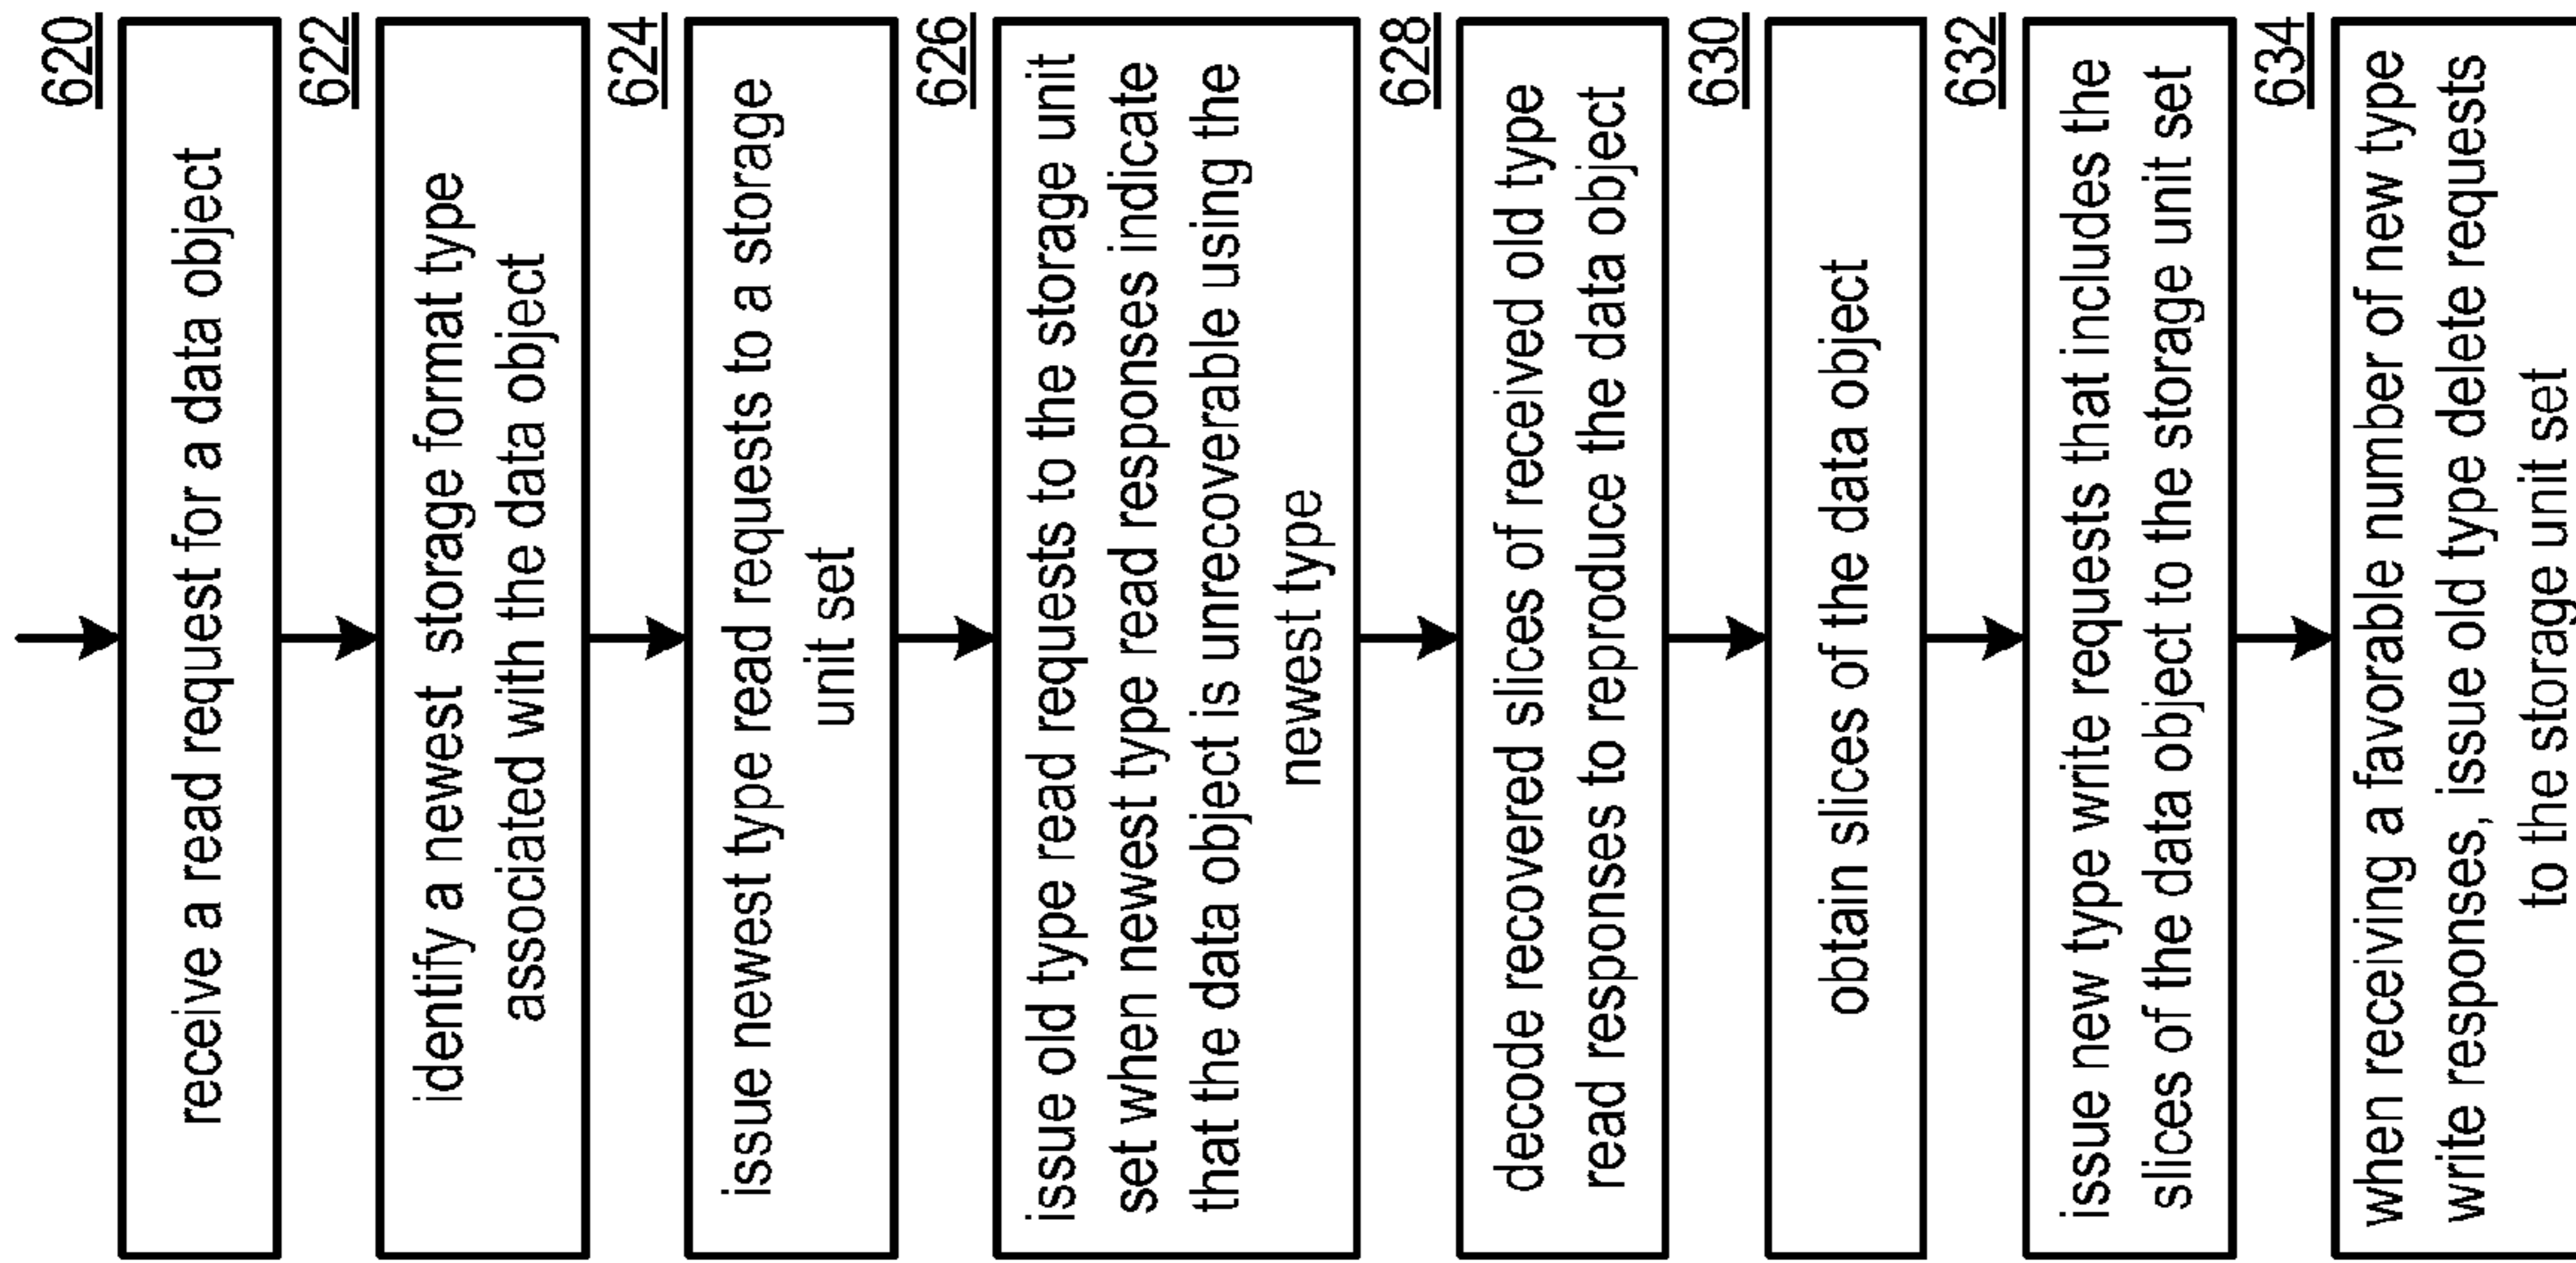 620
receive a read request for a data object
622
identify a newest storage format type
associated with the data object
624
issue newest type read requests to a storage
unit set
626
issue old type read requests to the storage unit
set when newest type read responses indicate
that the data object is unrecoverable using the
newest type
628
decode recovered slices of received old type
read responses to reproduce the data object
630
obtain slices of the data object
632
issue new type write requests that includes the
slices of the data object to the storage unit set
634
when receiving a favorable number of new type
write responses, issue old type delete requests
to the storage unit set